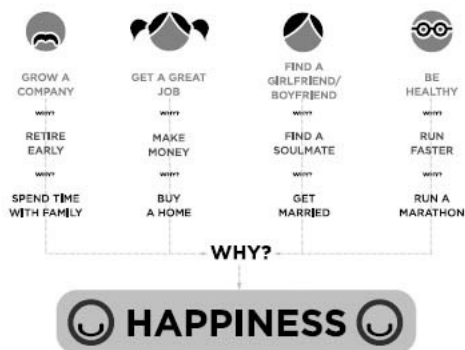 GROW A
COMPANY
WHY?
RETIRE
EARLY
WHY?
SPEND TIME
WITH FAMILY
GET A GREAT
JOB
WHY?
MAKE
MONEY
WHY?
BUY
A HOME
FIND A
GIRLFRIEND/
BOYFRIEND
WHY?
FIND A
SOULMATE
WHY?
GET
MARRIED
BE
HEALTHY
WHY?
RUN
FASTER
WHY?
RUN A
MARATHON
WHY?
HAPPINESS